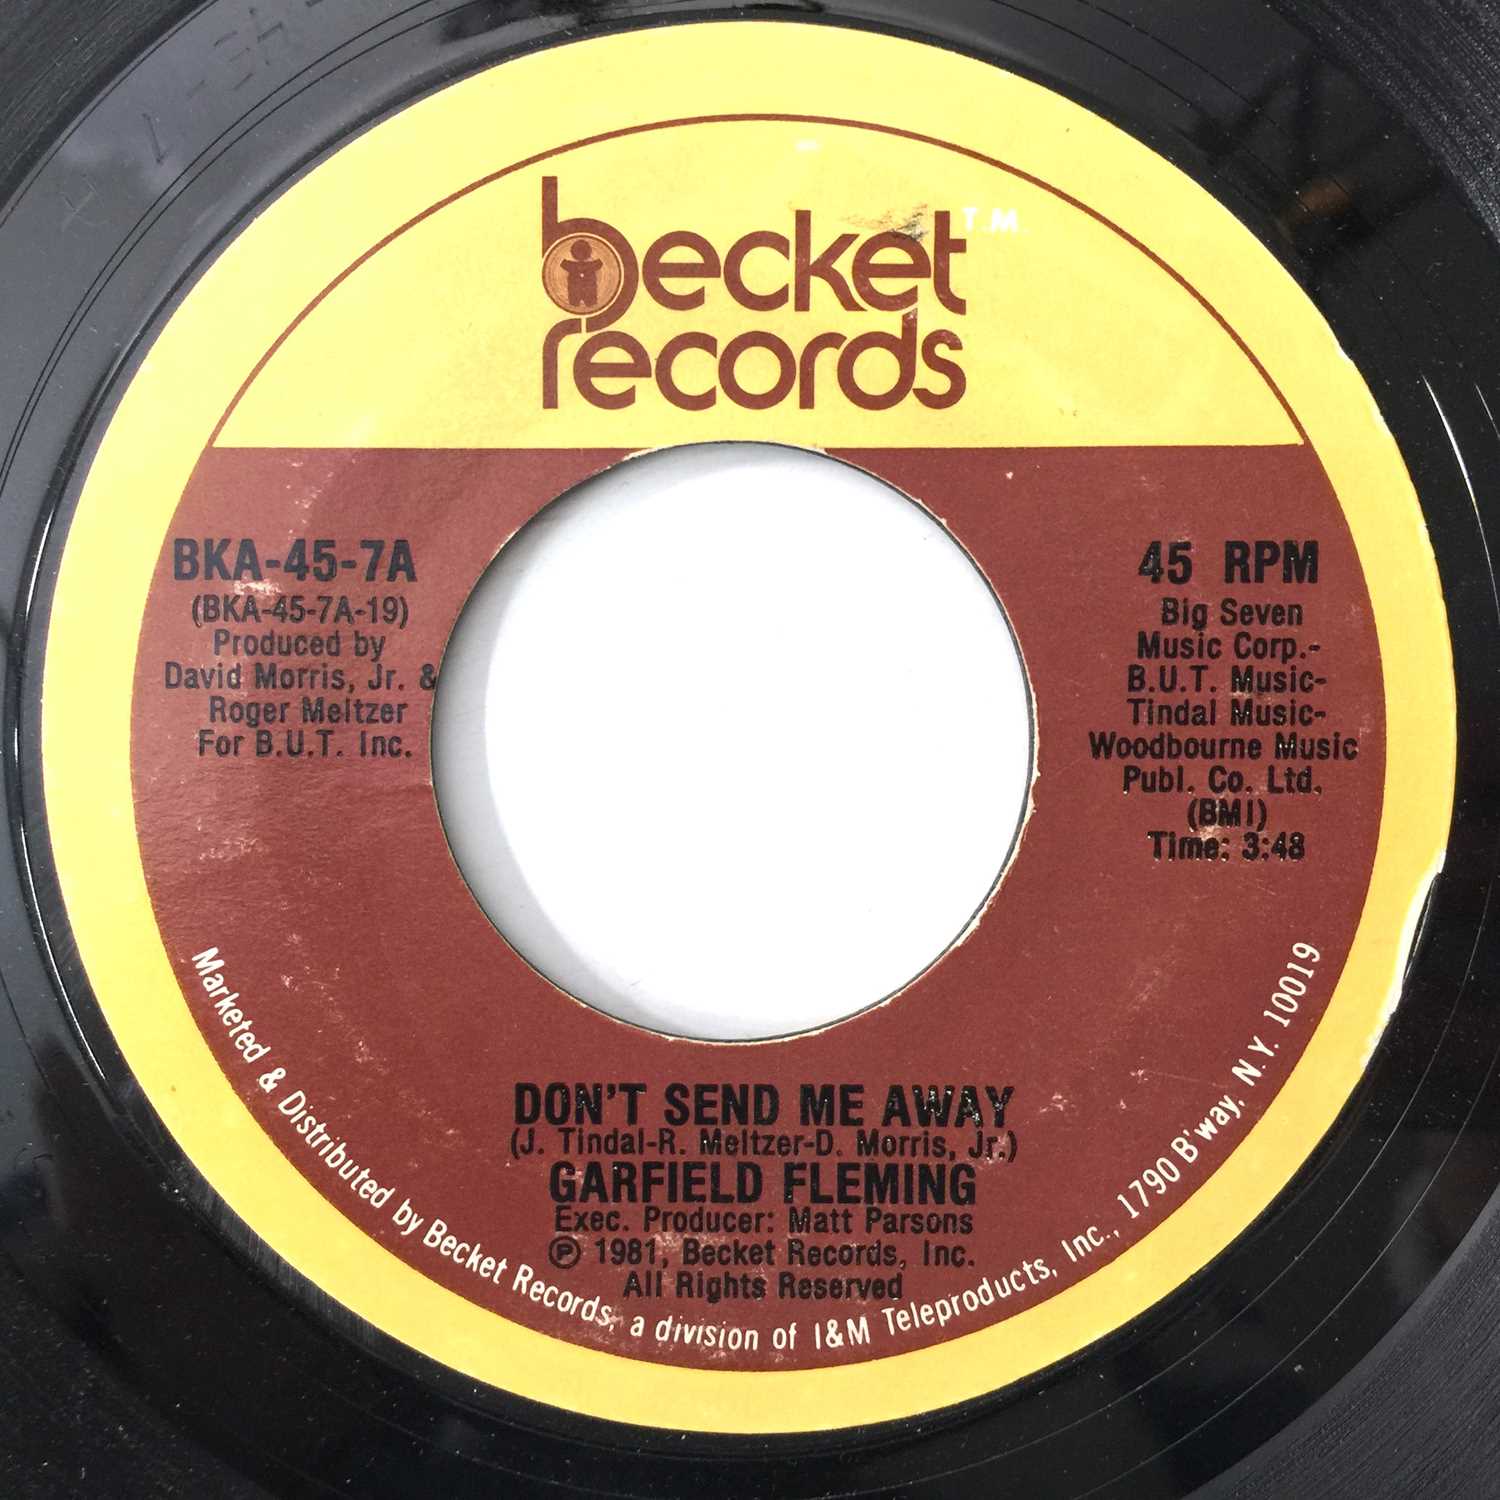 becket T.M.
records
BKA-45-7A
(BKA-45-7A-19)
Produced by
David Morris, Jr. &
Roger Meltzer
For B.U.T. Inc.
45 RPM
Big Seven
Music Corp.-
B.U.T. Music-
Tindal Music-
Woodbourne Music
Publ. Co. Ltd.
(BMI)
Time: 3:48
DON'T SEND ME AWAY
(J. Tindal-R. Meltzer-D. Morris, Jr.)
GARFIELD FLEMING
Exec. Producer: Matt Parsons
Ⓟ 1981, Becket Records, Inc.
All Rights Reserved
Marketed & Distributed by Becket Records, a division of I&M Teleproducts, Inc., 1790 B'way, N.Y. 10019